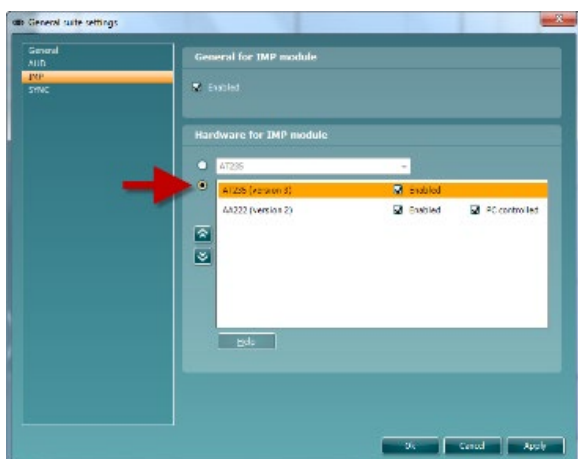 General suite settings
General
AUD
IMP
SYNC
General for IMP module
Enabled
Hardware for IMP module
AT235
AT235 (version 3) Enabled
AA222 (version 2) Enabled PC controlled
Help
Ok Cancel Apply